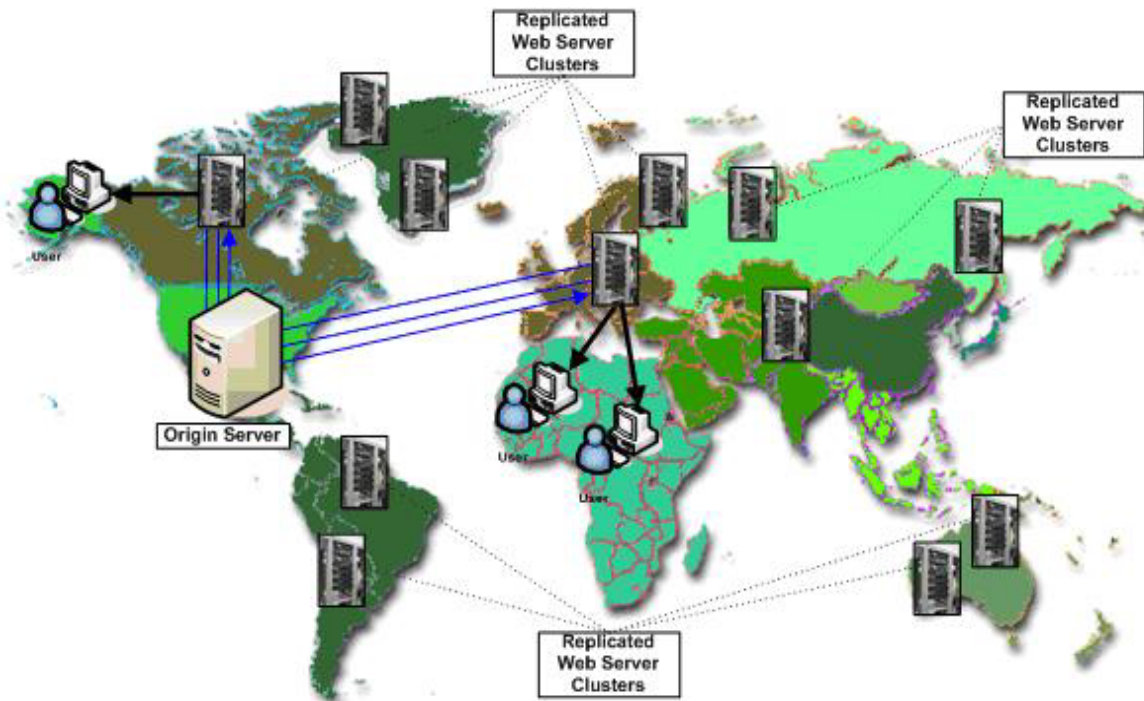 Replicated
Web Server
Clusters
Replicated
Web Server
Clusters
User
Origin Server
User
User
Replicated
Web Server
Clusters